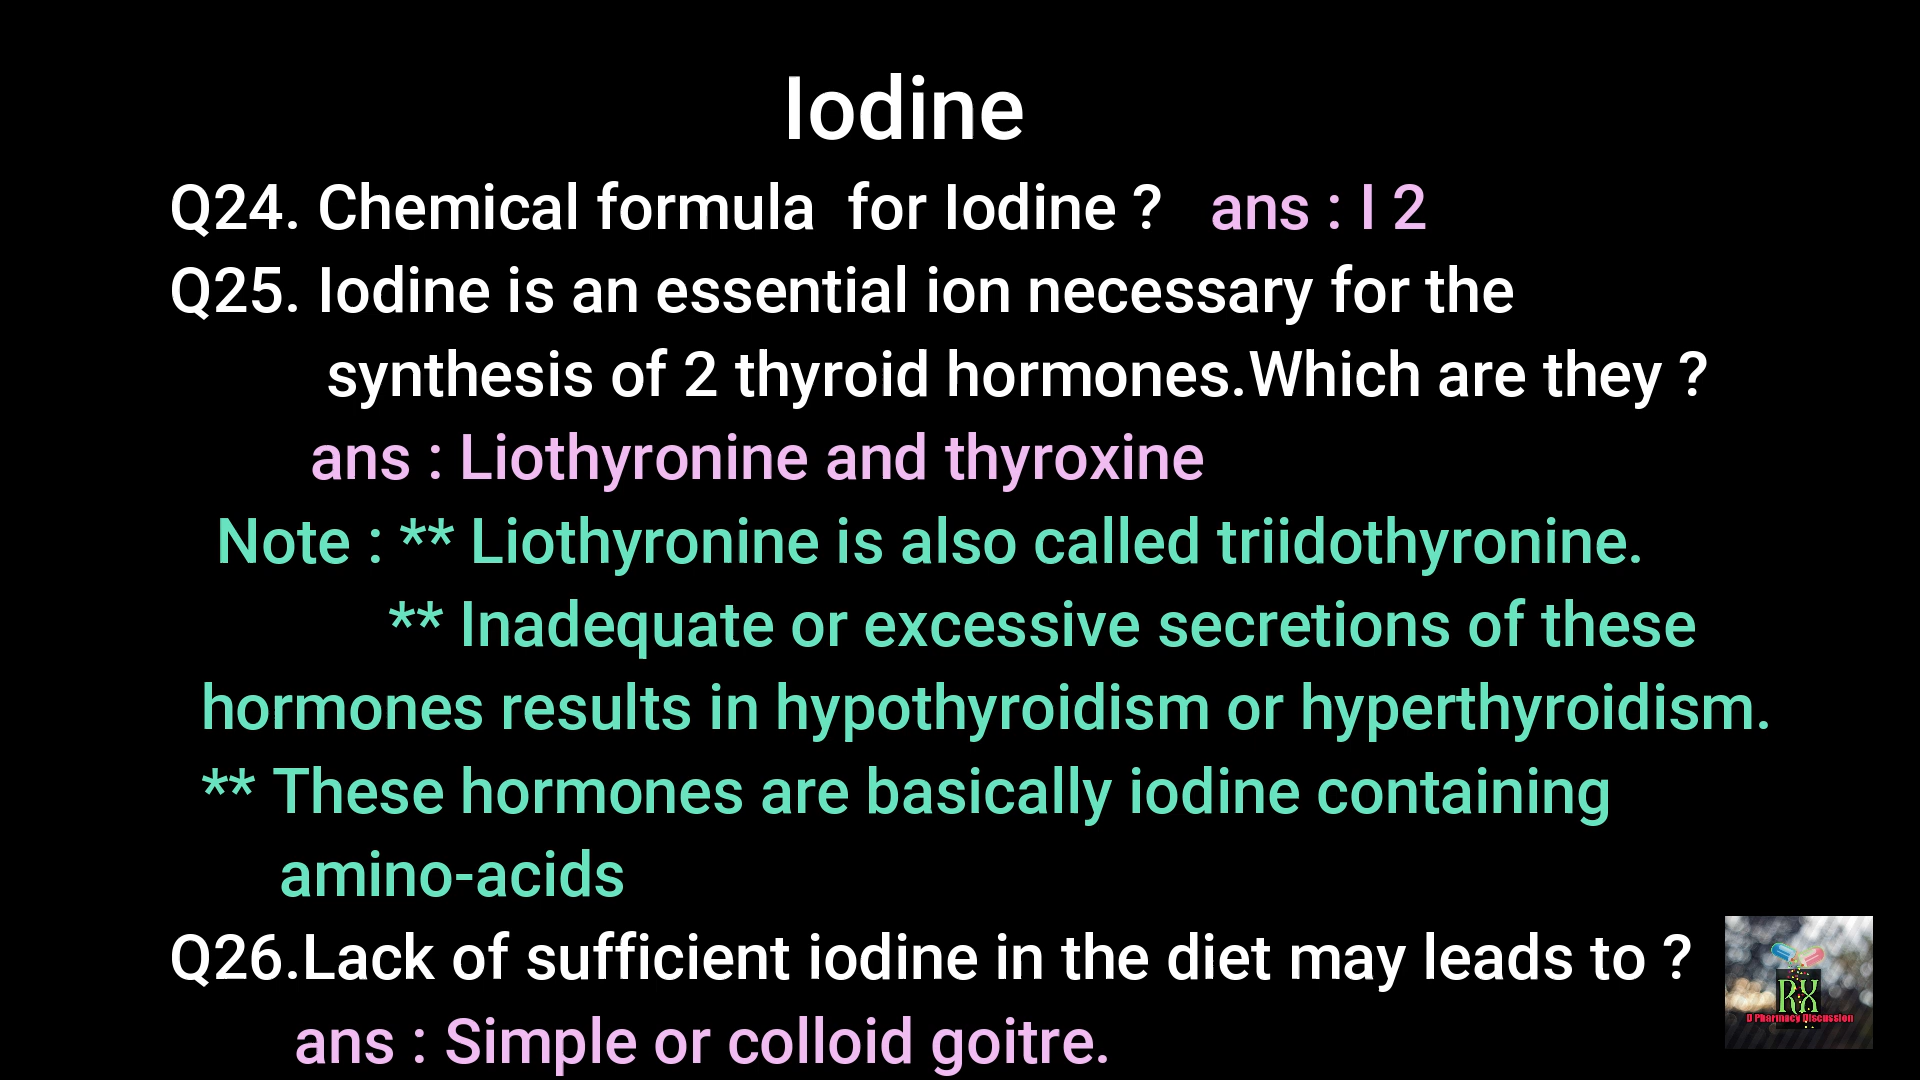 Iodine
Q24. Chemical formula for Iodine ? ans : I 2
Q25. Iodine is an essential ion necessary for the
synthesis of 2 thyroid hormones.Which are they ?
ans : Liothyronine and thyroxine
Note : ** Liothyronine is also called triidothyronine.
** Inadequate or excessive secretions of these
hormones results in hypothyroidism or hyperthyroidism.
** These hormones are basically iodine containing
amino-acids
Q26.Lack of sufficient iodine in the diet may leads to ?
ans : Simple or colloid goitre.
RX
D Pharmacy Discussion